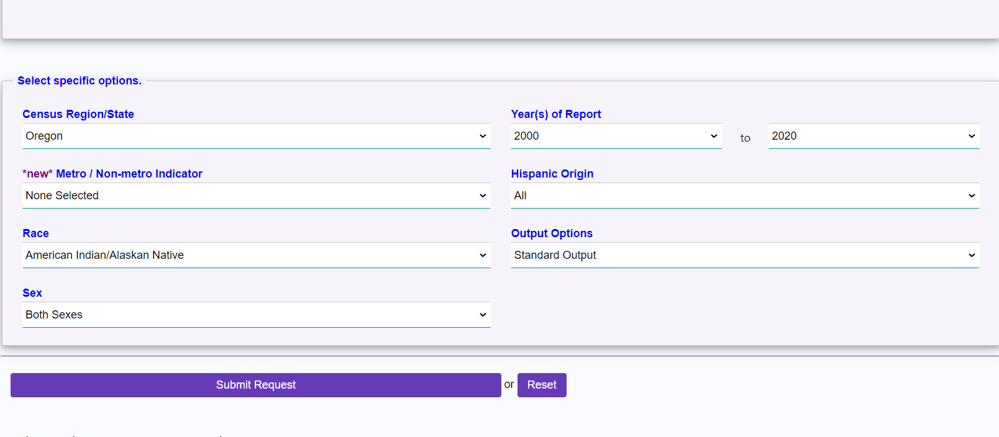 Select specific options.
Census Region/State
Year(s) of Report
Oregon
2000
to
2020
*new* Metro / Non-metro Indicator
Hispanic Origin
None Selected
All
Race
Output Options
American Indian/Alaskan Native
Standard Output
Sex
Both Sexes
Submit Request or Reset